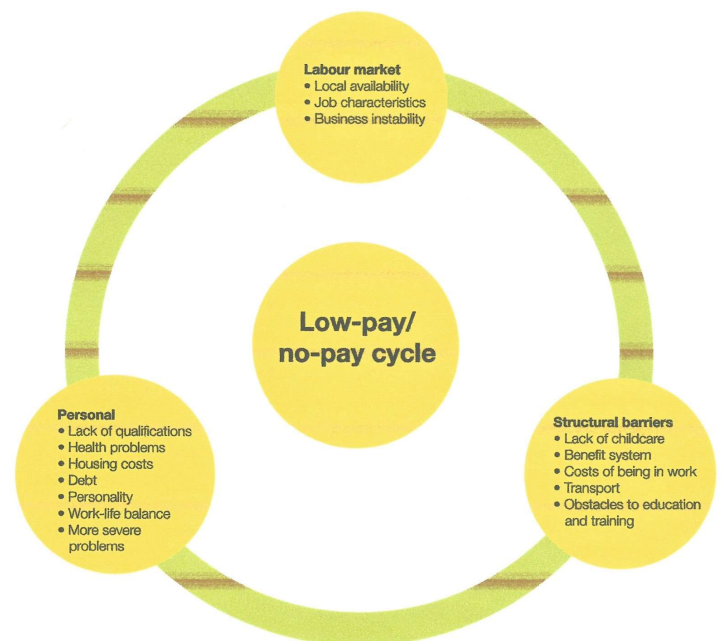 Labour market
• Local availability
• Job characteristics
• Business instability
Low-pay/
no-pay cycle
Personal
• Lack of qualifications
• Health problems
• Housing costs
• Debt
• Personality
• Work-life balance
• More severe
problems
Structural barriers
• Lack of childcare
• Benefit system
• Costs of being in work
• Transport
• Obstacles to education
and training